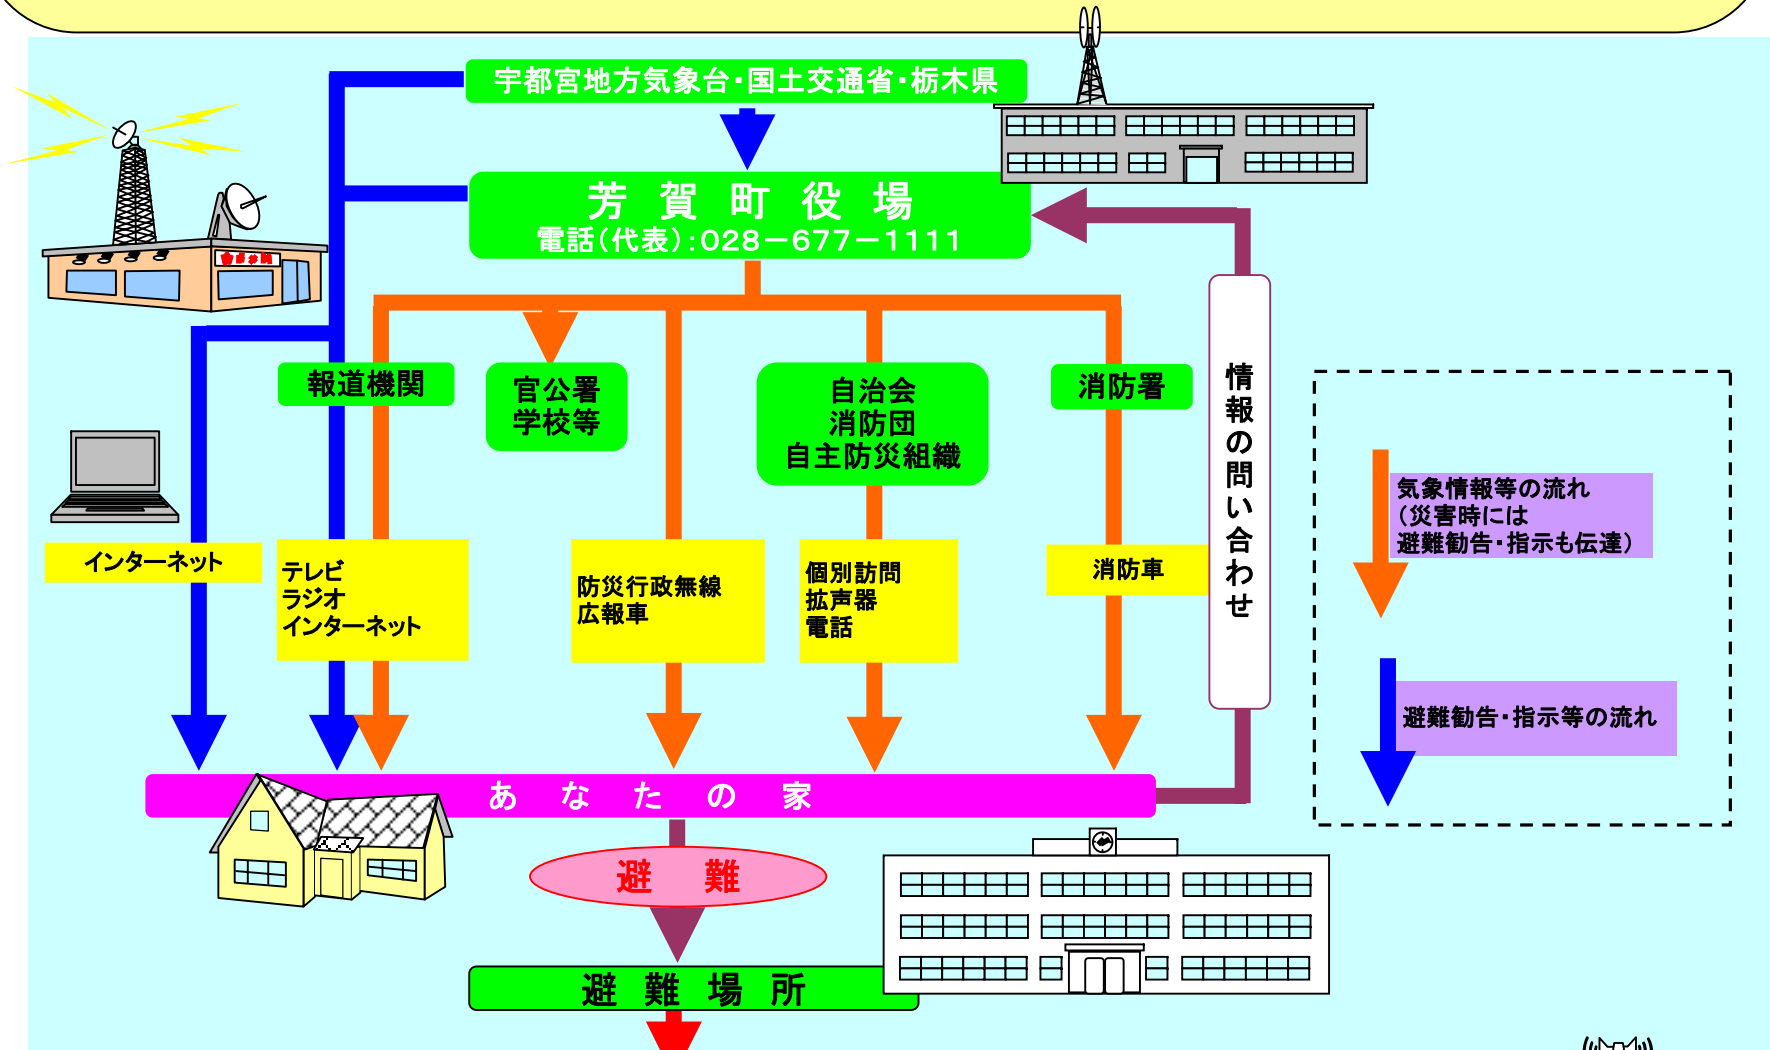 宇都宮地方気象台・国土交通省・栃木県
芳賀町役場
電話(代表):028－677－1111
報道機関
官公署
学校等
自治会
消防団
自主防災組織
消防署
情報の問い合わせ
インターネット
テレビ
ラジオ
インターネット
防災行政無線
広報車
個別訪問
拡声器
電話
消防車
気象情報等の流れ
(災害時には
避難勧告・指示も伝達)
避難勧告・指示等の流れ
あなたの家
避難
避難場所